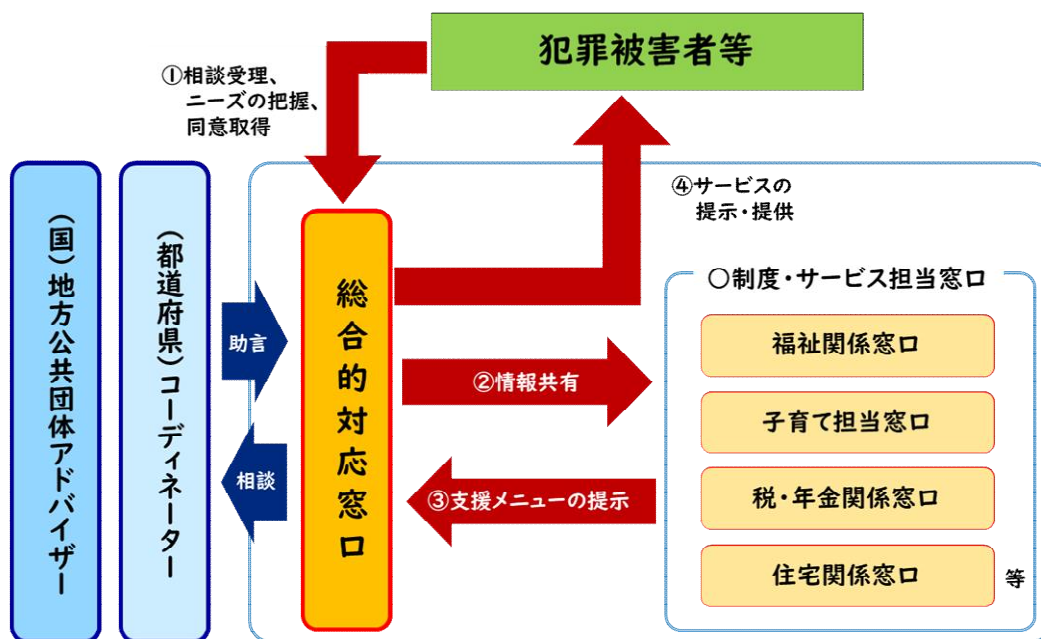 犯罪被害者等
①相談受理、
ニーズの把握、
同意取得
④サービスの
提示・提供
(国)地方公共団体アドバイザー
(都道府県)コーディネーター
助言
相談
総合的対応窓口
②情報共有
③支援メニューの提示
○制度・サービス担当窓口
福祉関係窓口
子育て担当窓口
税・年金関係窓口
住宅関係窓口
等